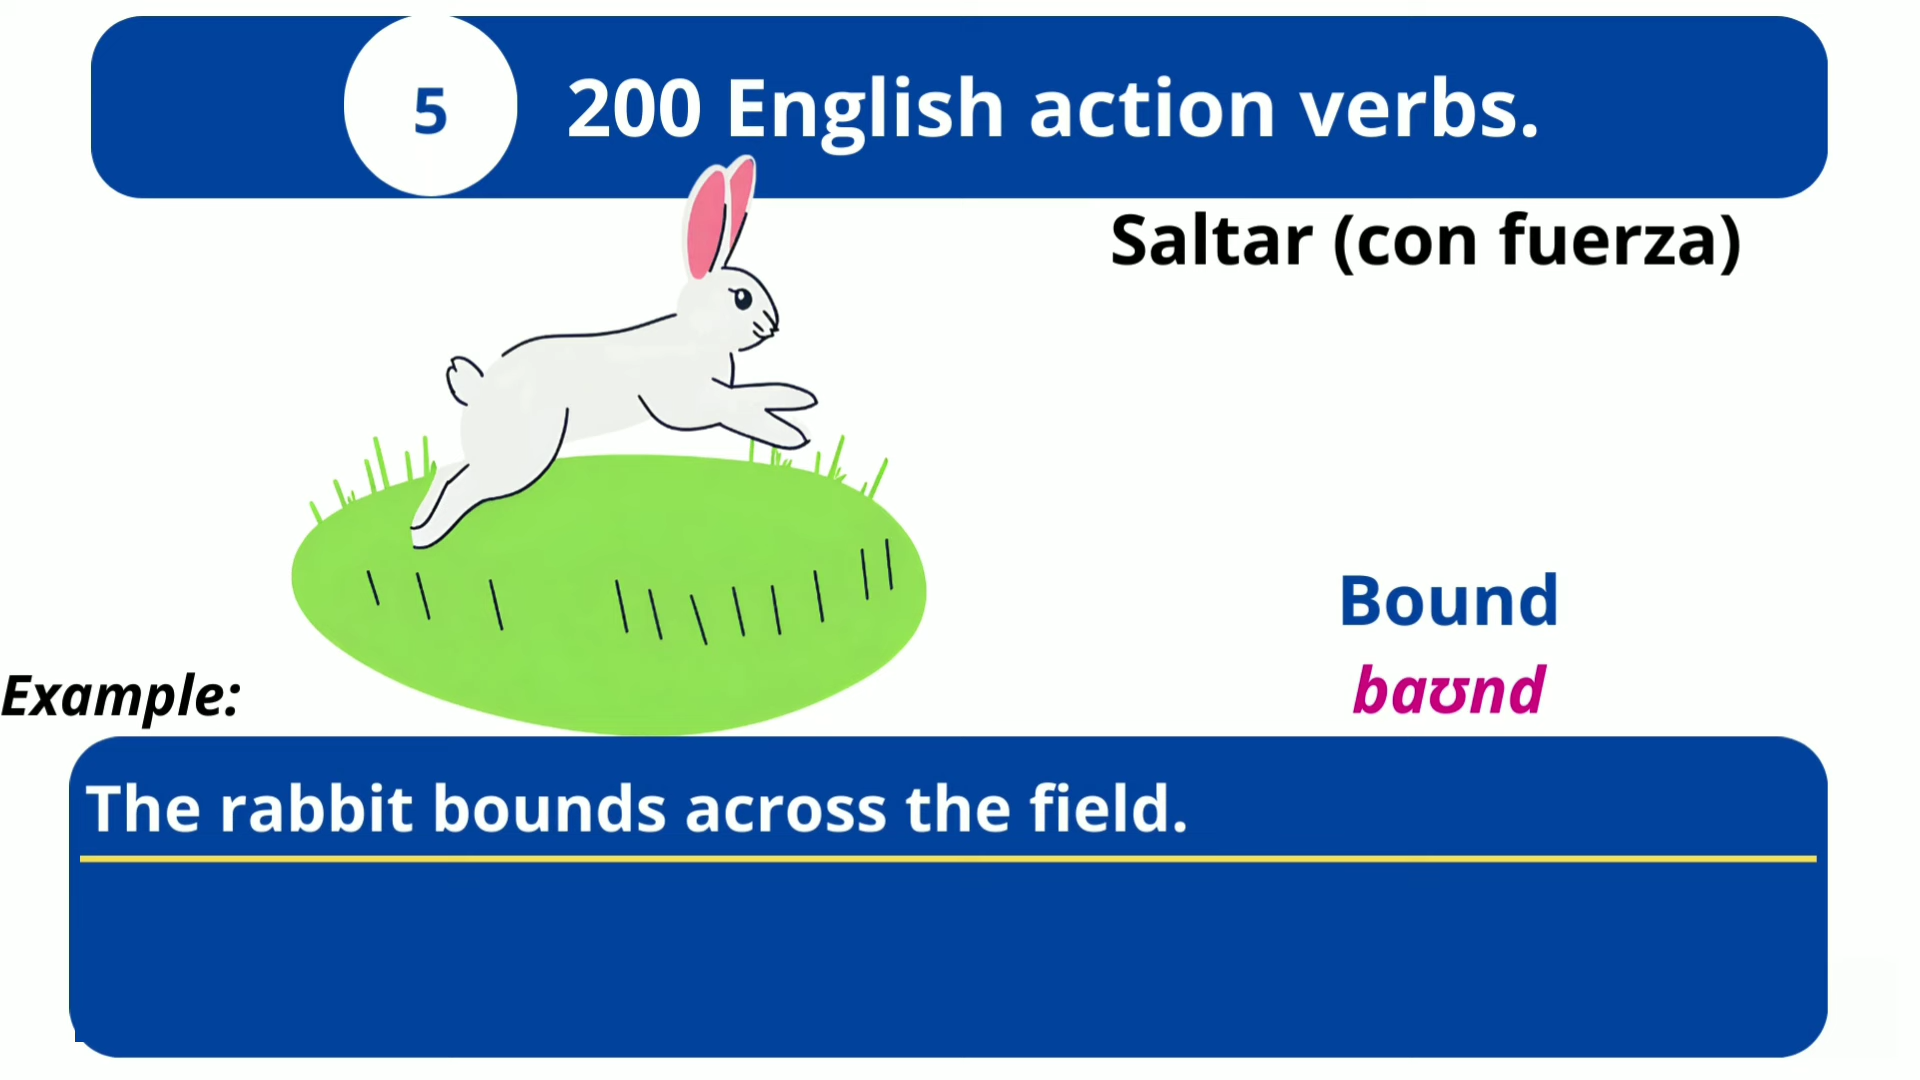 5
200 English action verbs.
Saltar (con fuerza)
Bound
baʊnd
Example:
The rabbit bounds across the field.